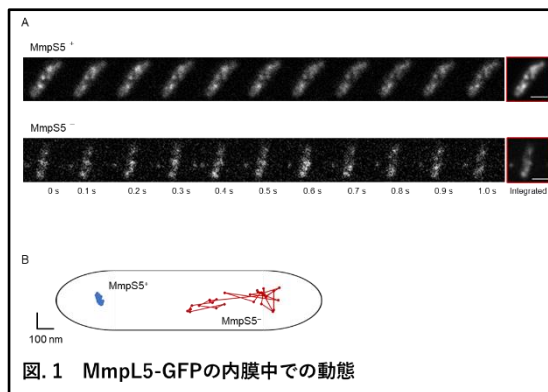 A
MmpS5 +
MmpS5 −
0 s 0.1 s 0.2 s 0.3 s 0.4 s 0.5 s 0.6 s 0.7 s 0.8 s 0.9 s 1.0 s Integrated
B
MmpS5⁺
MmpS5⁻
100 nm
図. 1 MmpL5-GFPの内膜中での動態